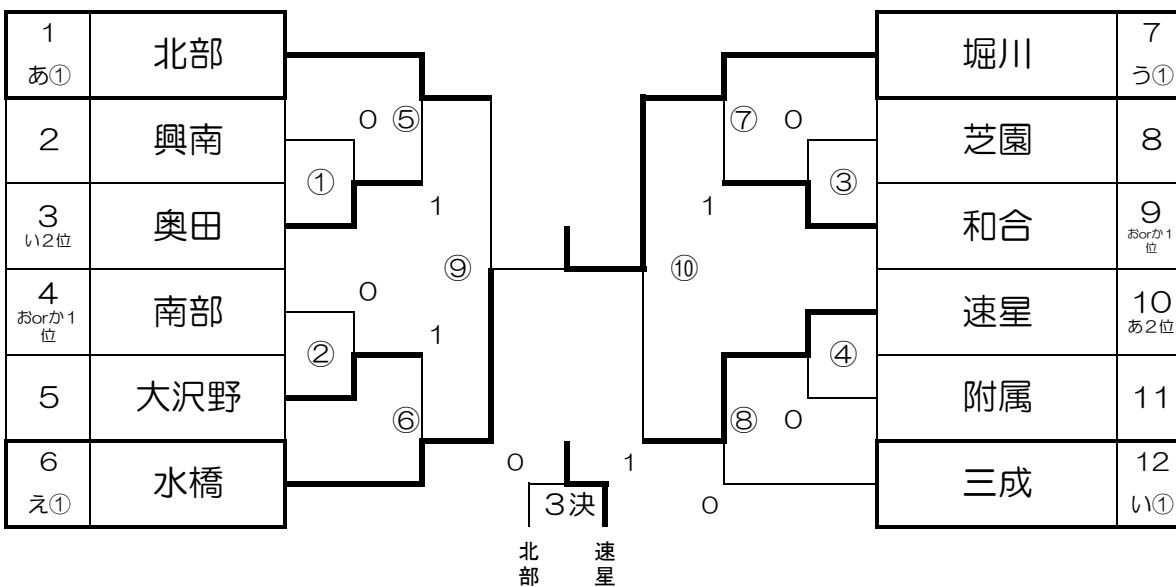 1
あ①
北部
2
興南
3
い2位
奥田
4
おorか1
位
南部
5
大沢野
6
え①
水橋
0
⑤
①
1
⑨
0
1
②
⑥
⑦
0
③
1
⑩
④
⑧
0
0
1
0
3決
北部
速星
堀川
7
う①
芝園
8
和合
9
おorか1
位
速星
10
あ2位
附属
11
三成
12
い①